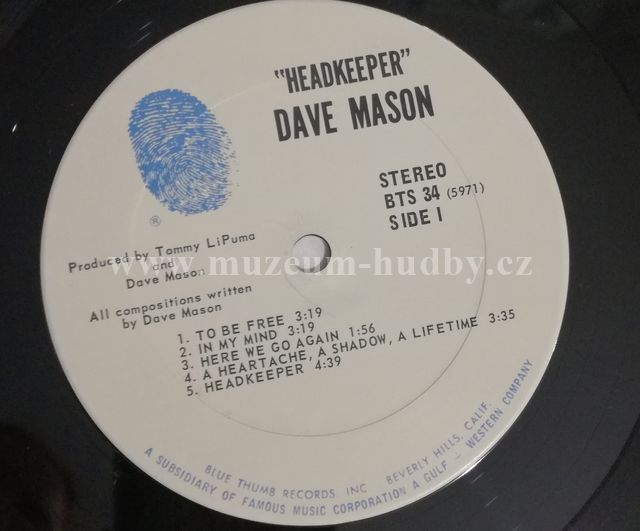 "HEADKEEPER"
DAVE MASON
STEREO
BTS 34 (5971)
SIDE I
®
Produced by Tommy LiPuma
and
Dave Mason
www.muzeum-hudby.cz
All compositions written
by Dave Mason
1. TO BE FREE 3:19
2. IN MY MIND 3:19
3. HERE WE GO AGAIN 1:56
4. A HEARTACHE, A SHADOW, A LIFETIME 3:35
5. HEADKEEPER 4:39
BLUE THUMB RECORDS, INC. BEVERLY HILLS, CALIF.
A SUBSIDIARY OF FAMOUS MUSIC CORPORATION A GULF - WESTERN COMPANY